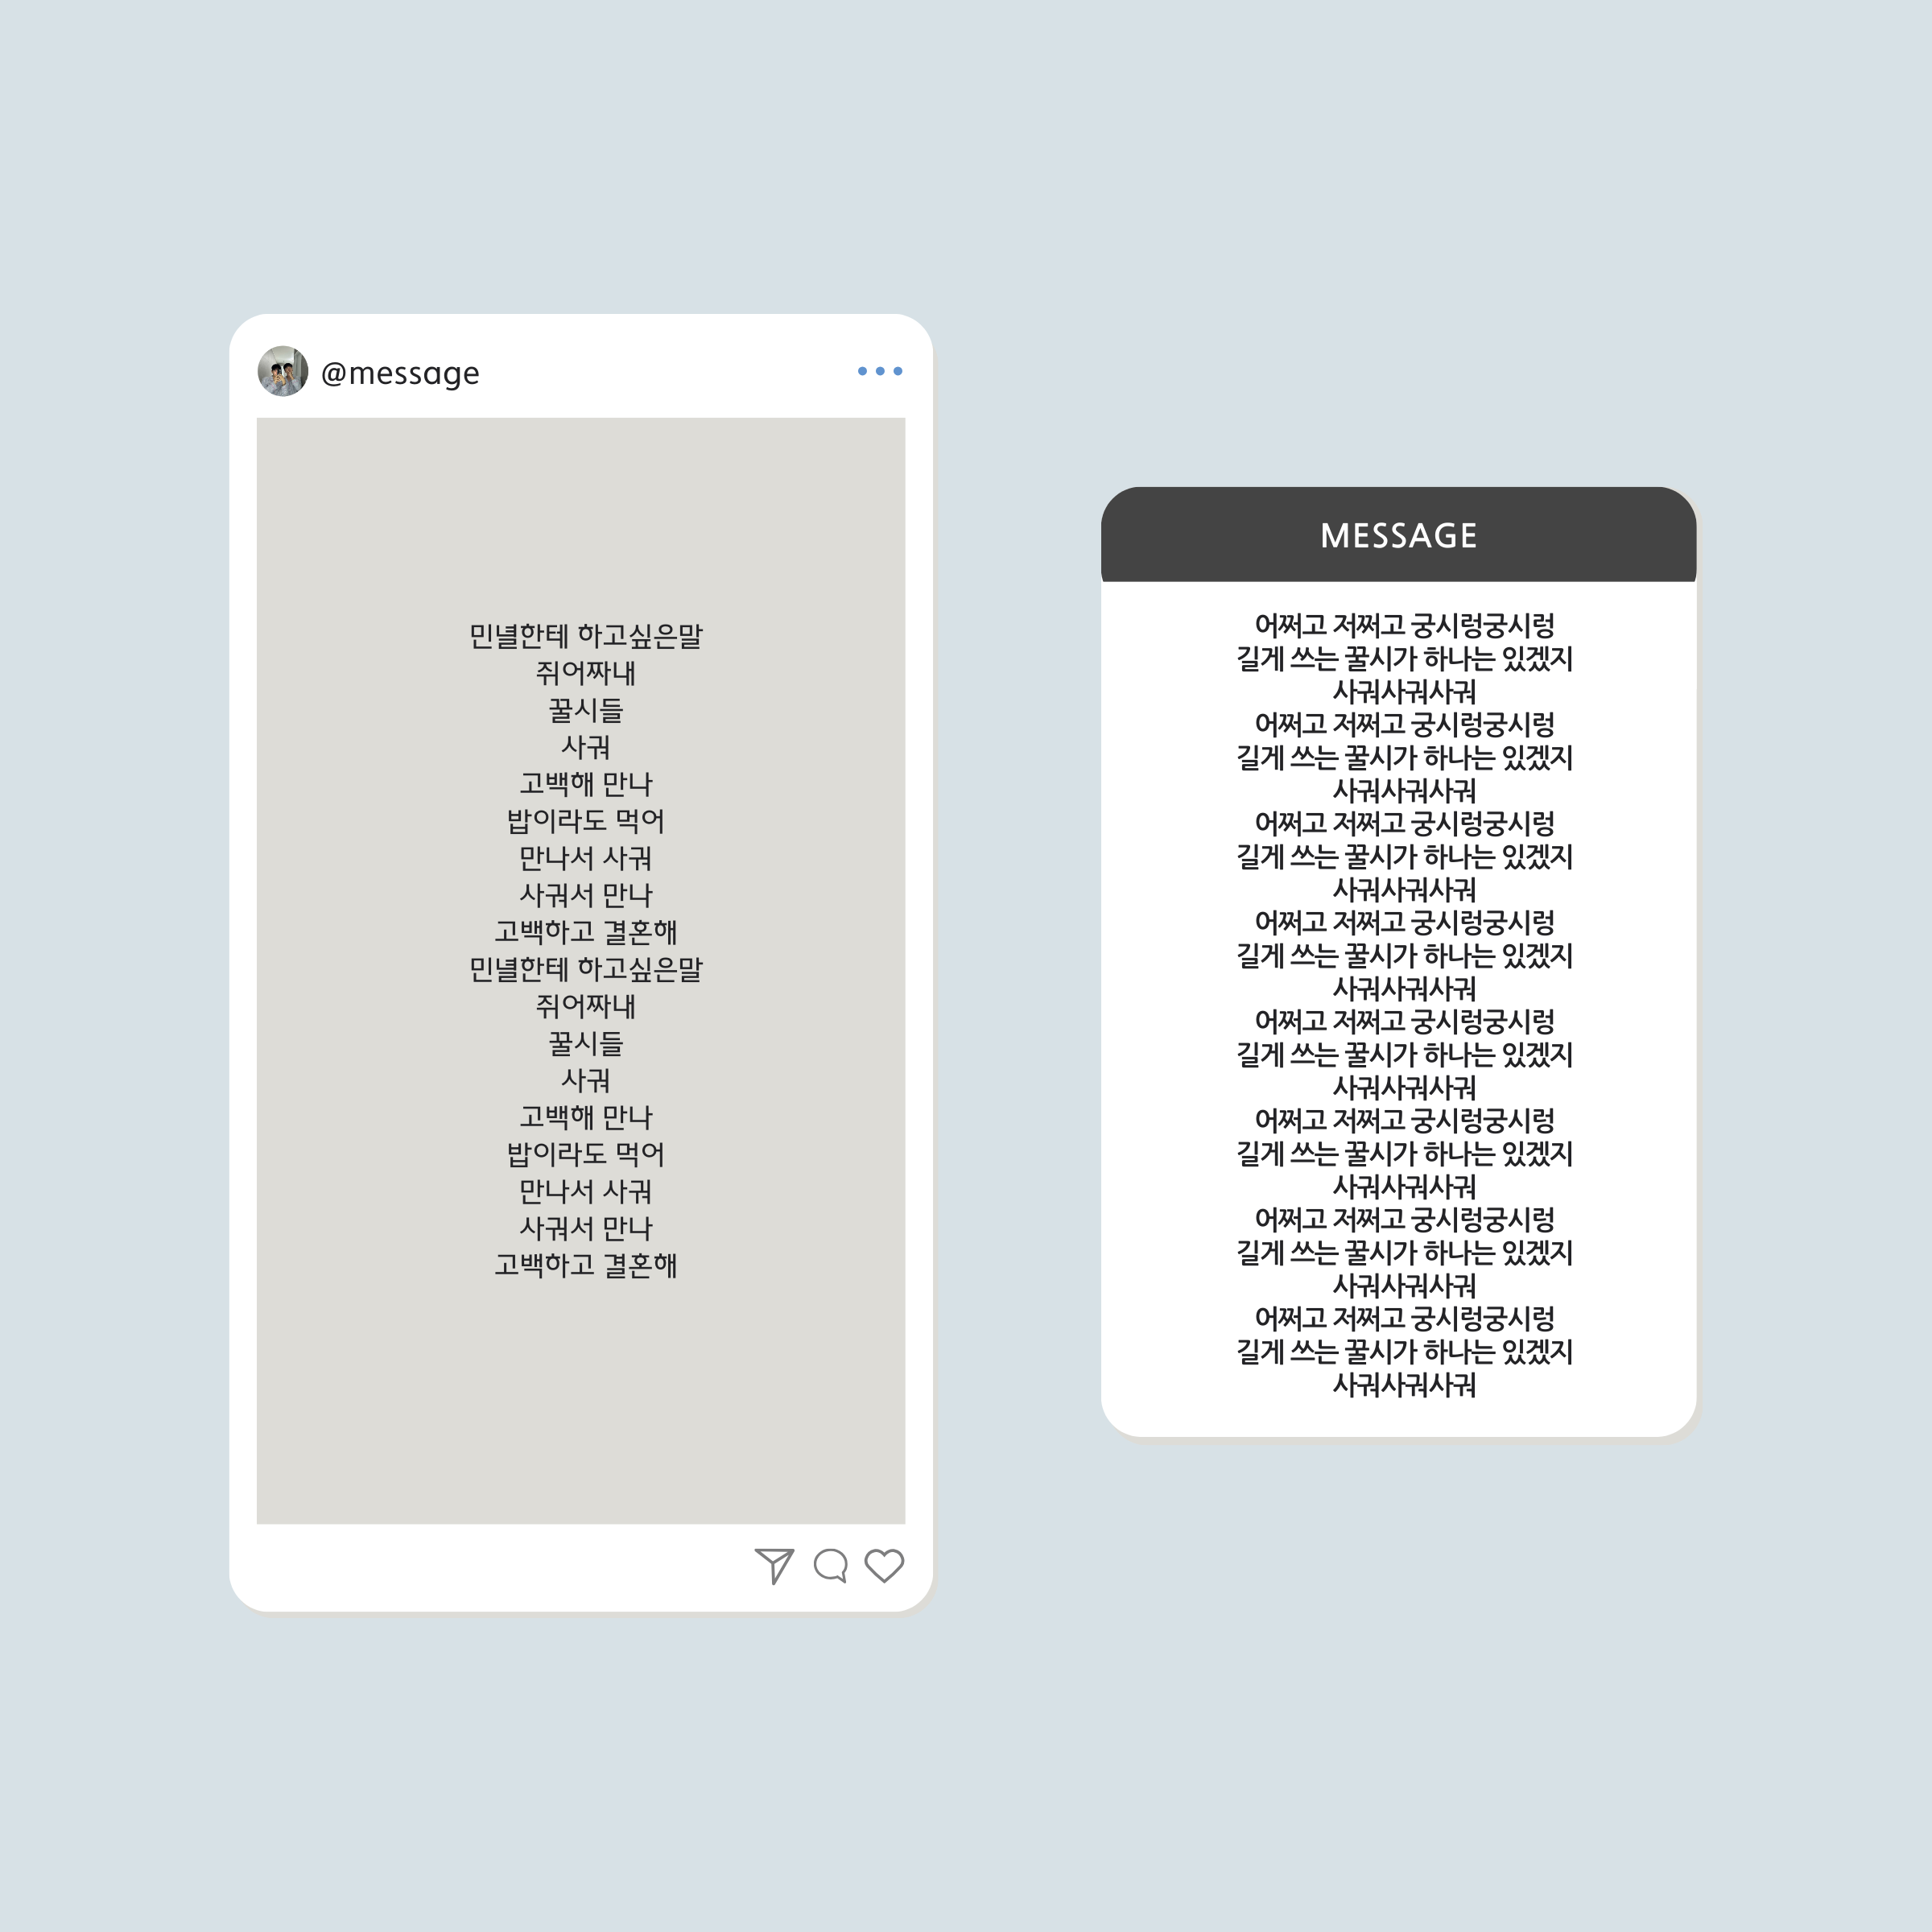 @message
민녈한테 하고싶은말
쥐어짜내
꿀시들
사궈
고백해 만나
밥이라도 먹어
만나서 사궈
사궈서 만나
고백하고 결혼해
민녈한테 하고싶은말
쥐어짜내
꿀시들
사궈
고백해 만나
밥이라도 먹어
만나서 사궈
사궈서 만나
고백하고 결혼해
MESSAGE
어쩌고 저쩌고 궁시렁궁시렁
길게 쓰는 꿀시가 하나는 있겠지
사궈사궈사궈
어쩌고 저쩌고 궁시렁궁시렁
길게 쓰는 꿀시가 하나는 있겠지
사궈사궈사궈
어쩌고 저쩌고 궁시렁궁시렁
길게 쓰는 꿀시가 하나는 있겠지
사궈사궈사궈
어쩌고 저쩌고 궁시렁궁시렁
길게 쓰는 꿀시가 하나는 있겠지
사궈사궈사궈
어쩌고 저쩌고 궁시렁궁시렁
길게 쓰는 꿀시가 하나는 있겠지
사궈사궈사궈
어쩌고 저쩌고 궁시렁궁시렁
길게 쓰는 꿀시가 하나는 있겠지
사궈사궈사궈
어쩌고 저쩌고 궁시렁궁시렁
길게 쓰는 꿀시가 하나는 있겠지
사궈사궈사궈
어쩌고 저쩌고 궁시렁궁시렁
길게 쓰는 꿀시가 하나는 있겠지
사궈사궈사궈